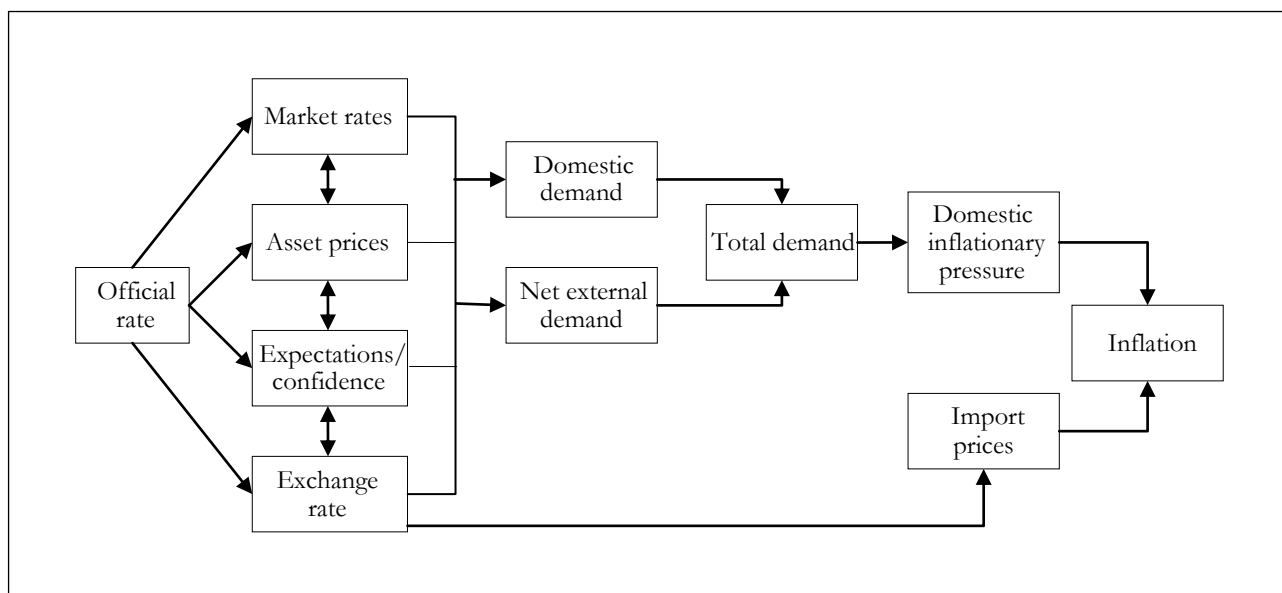 Market rates
Asset prices
Official
rate
Expectations/
confidence
Exchange
rate
Domestic
demand
Net external
demand
Total demand
Domestic
inflationary
pressure
Import
prices
Inflation